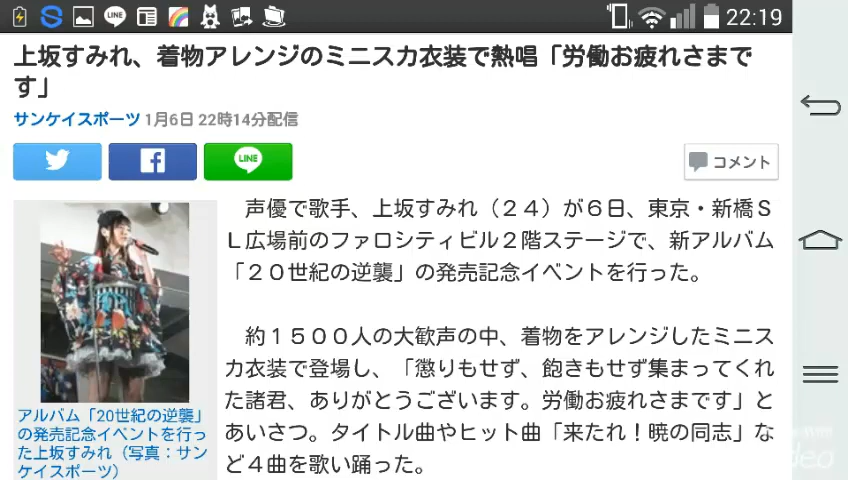 22:19
上坂すみれ、着物アレンジのミニスカ衣装で熱唱「労働お疲れさまで
す」
サンケイスポーツ 1月6日 22時14分配信
LINE
コメント
声優で歌手、上坂すみれ（２４）が６日、東京・新橋Ｓ
Ｌ広場前のファロシティビル２階ステージで、新アルバム
「２０世紀の逆襲」の発売記念イベントを行った。
約１５００人の大歓声の中、着物をアレンジしたミニス
カ衣装で登場し、「懲りもせず、飽きもせず集まってくれ
た諸君、ありがとうございます。労働お疲れさまです」と
あいさつ。タイトル曲やヒット曲「来たれ！暁の同志」な
ど４曲を歌い踊った。
アルバム「20世紀の逆襲」
の発売記念イベントを行っ
た上坂すみれ（写真：サン
ケイスポーツ）